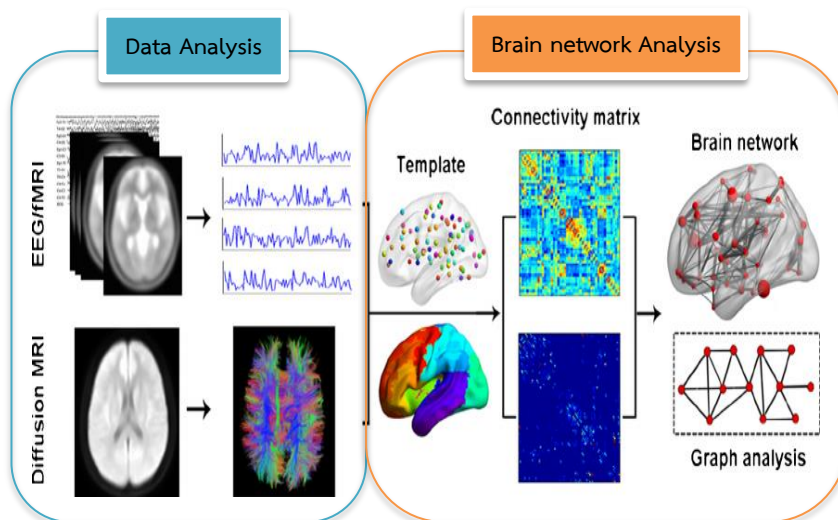 Data Analysis
Brain network Analysis
EEG/fMRI
Diffusion MRI
Template
Connectivity matrix
Brain network
Graph analysis